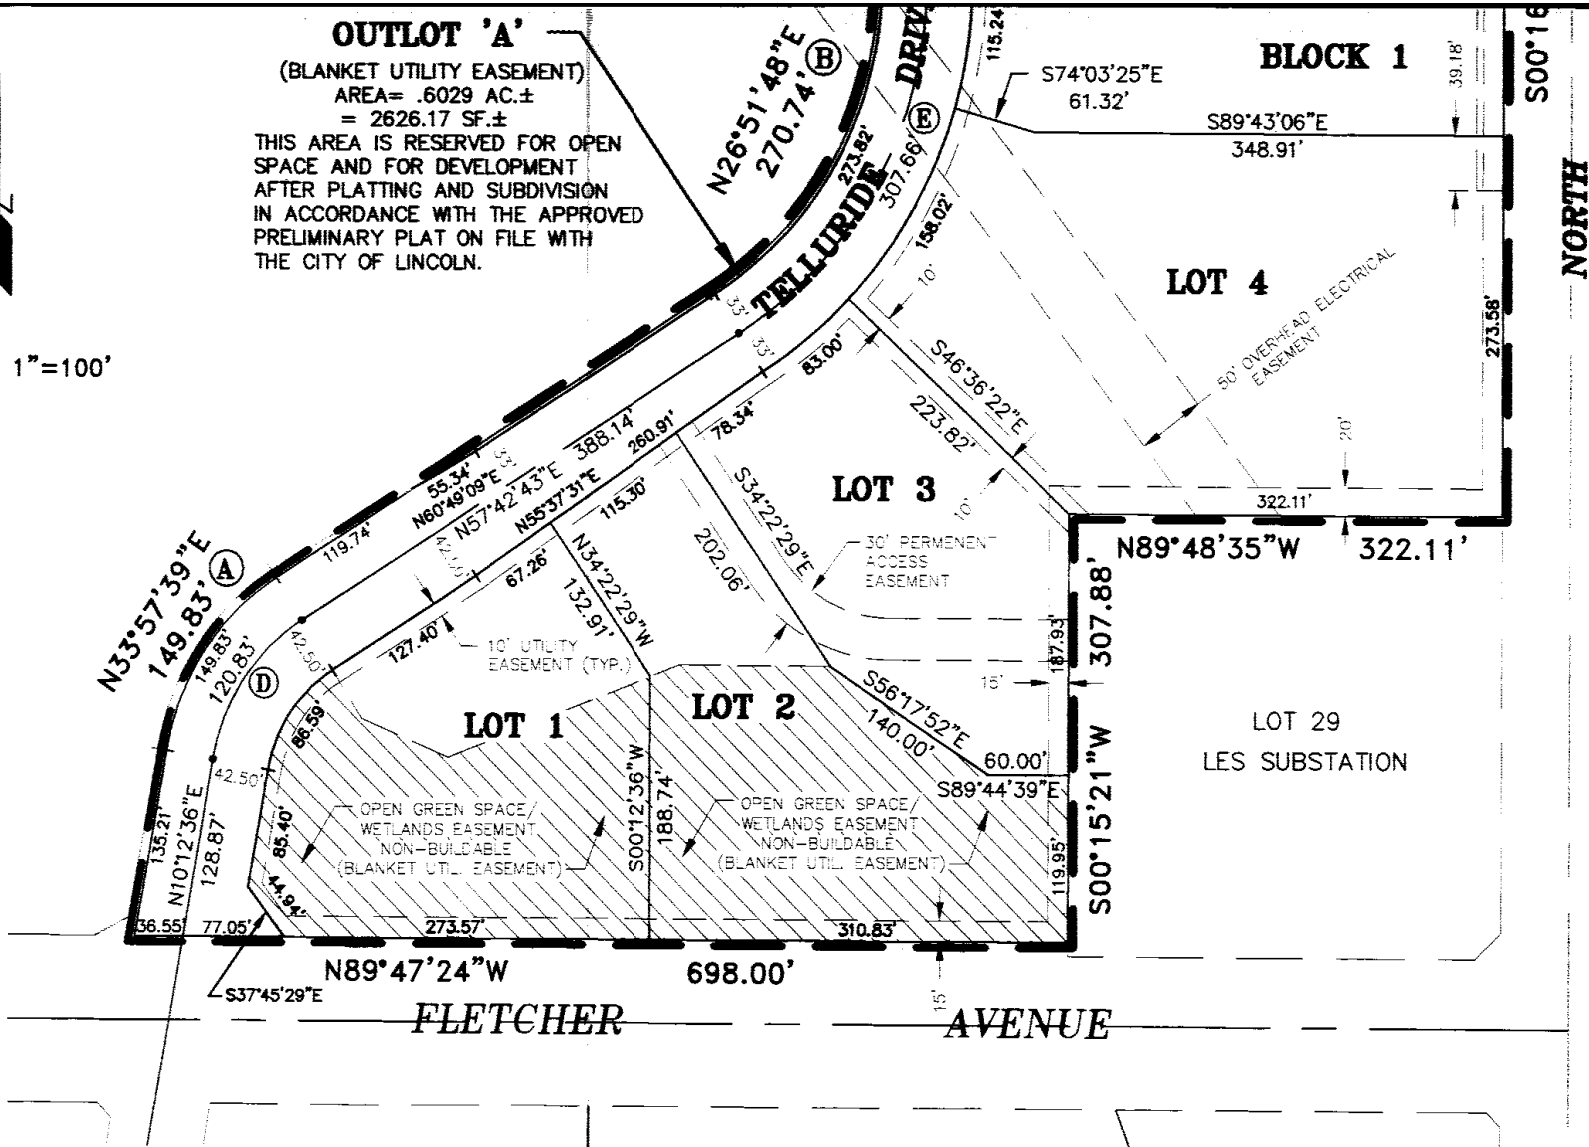 OUTLOT 'A'
(BLANKET UTILITY EASEMENT)
AREA= .6029 AC.±
= 2626.17 SF.±
THIS AREA IS RESERVED FOR OPEN
SPACE AND FOR DEVELOPMENT
AFTER PLATTING AND SUBDIVISION
IN ACCORDANCE WITH THE APPROVED
PRELIMINARY PLAT ON FILE WITH
THE CITY OF LINCOLN.
N26°51'48"E
270.74'
B
TELLURIDE DRIV
E
273.82'
307.66'
158.02'
115.24'
S74°03'25"E
61.32'
BLOCK 1
S89°43'06"E
348.91'
39.18'
S00°16
NORTH
LOT 4
50' OVERHEAD ELECTRICAL
EASEMENT
273.58'
20'
322.11'
N89°48'35"W 322.11'
1"=100'
33'
33'
33'
10'
83.00'
78.34'
S46°36'22"E
223.82'
10'
LOT 3
30' PERMENENT
ACCESS
EASEMENT
S34°22'29"E
202.06'
55.34'
N60°49'09"E
N57°42'43"E 388.14'
N55°37'31"E
260.91'
115.30'
119.74'
42.50'
67.26'
127.40'
N34°22'29"W
132.91'
10' UTILITY
EASEMENT (TYP.)
N33°57'39"E
149.83'
A
149.83'
120.83'
D
42.50'
86.59'
42.50'
LOT 1
LOT 2
S56°17'52"E
140.00'
60.00'
S89°44'39"E
187.93'
15'
307.88'
S00°15'21"W
119.95'
LOT 29
LES SUBSTATION
135.21'
N10°12'36"E
128.87'
85.40'
44.94'
OPEN GREEN SPACE/
WETLANDS EASEMENT
NON-BUILDABLE
(BLANKET UTIL. EASEMENT)
S00°12'36"W
188.74'
OPEN GREEN SPACE/
WETLANDS EASEMENT
NON-BUILDABLE
(BLANKET UTIL. EASEMENT)
36.55'
77.05'
273.57'
310.83'
N89°47'24"W 698.00'
S37°45'29"E
15'
FLETCHER AVENUE